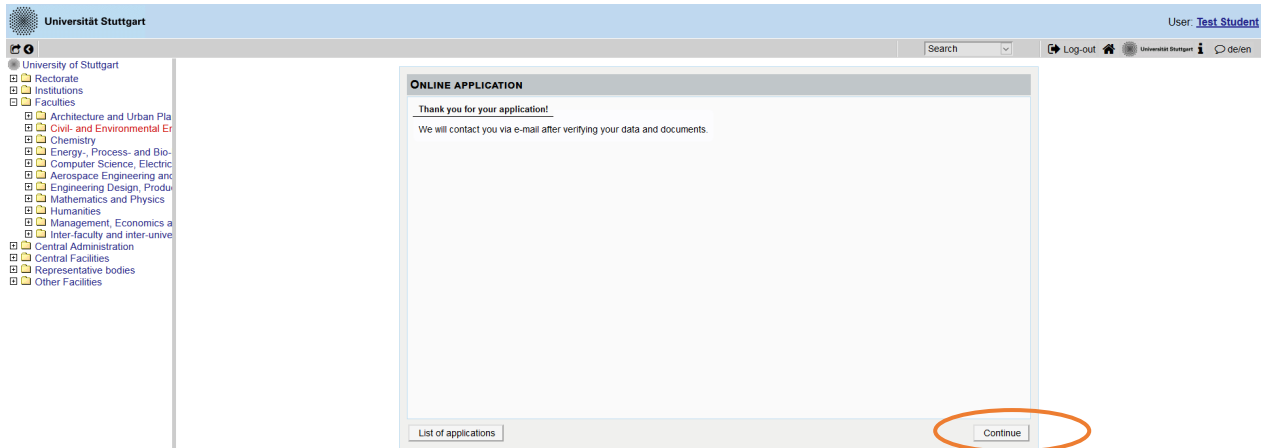 Universität Stuttgart
User: Test Student
Search
Log-out
Universität Stuttgart
de/en
University of Stuttgart
Rectorate
Institutions
Faculties
Architecture and Urban Pla
Civil- and Environmental Er
Chemistry
Energy-, Process- and Bio-
Computer Science, Electric
Aerospace Engineering and
Engineering Design, Produ
Mathematics and Physics
Humanities
Management, Economics a
Inter-faculty and inter-unive
Central Administration
Central Facilities
Representative bodies
Other Facilities
ONLINE APPLICATION
Thank you for your application!
We will contact you via e-mail after verifying your data and documents.
List of applications
Continue